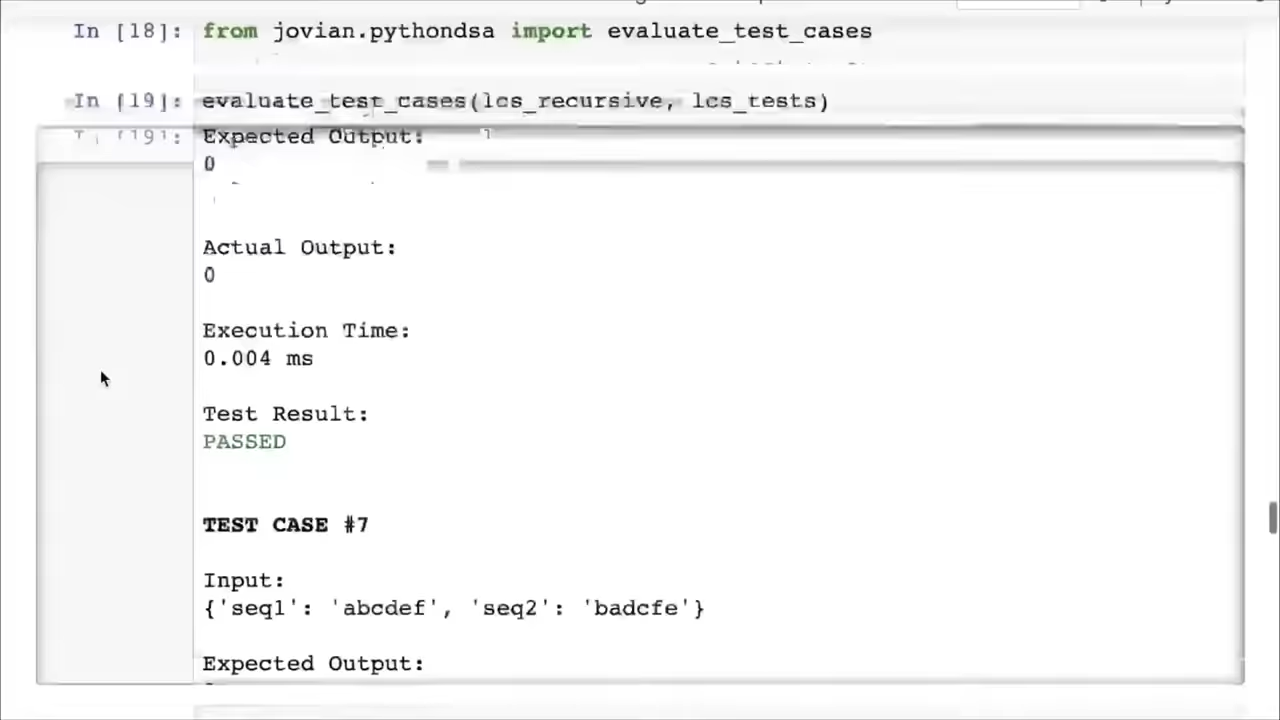 In [18]: from jovian.pythondsa import evaluate_test_cases
In [19]: evaluate_test_cases(lcs_recursive, lcs_tests)
Expected Output:
0
Actual Output:
0
Execution Time:
0.004 ms
Test Result:
PASSED
TEST CASE #7
Input:
{'seq1': 'abcdef', 'seq2': 'badcfe'}
Expected Output: